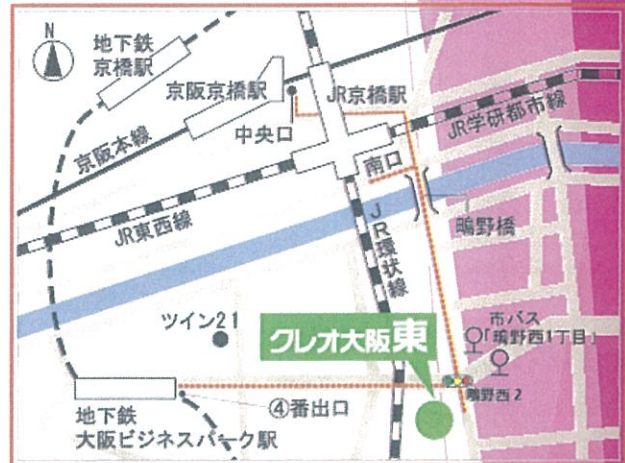 N
地下鉄
京橋駅
京阪京橋駅
中央口
JR京橋駅
JR学研都市線
京阪本線
南口
JR東西線
JR環状線
鴫野橋
ツイン21
クレオ大阪東
市バス
「鴫野西1丁目」
鴫野西2
④番出口
地下鉄
大阪ビジネスパーク駅